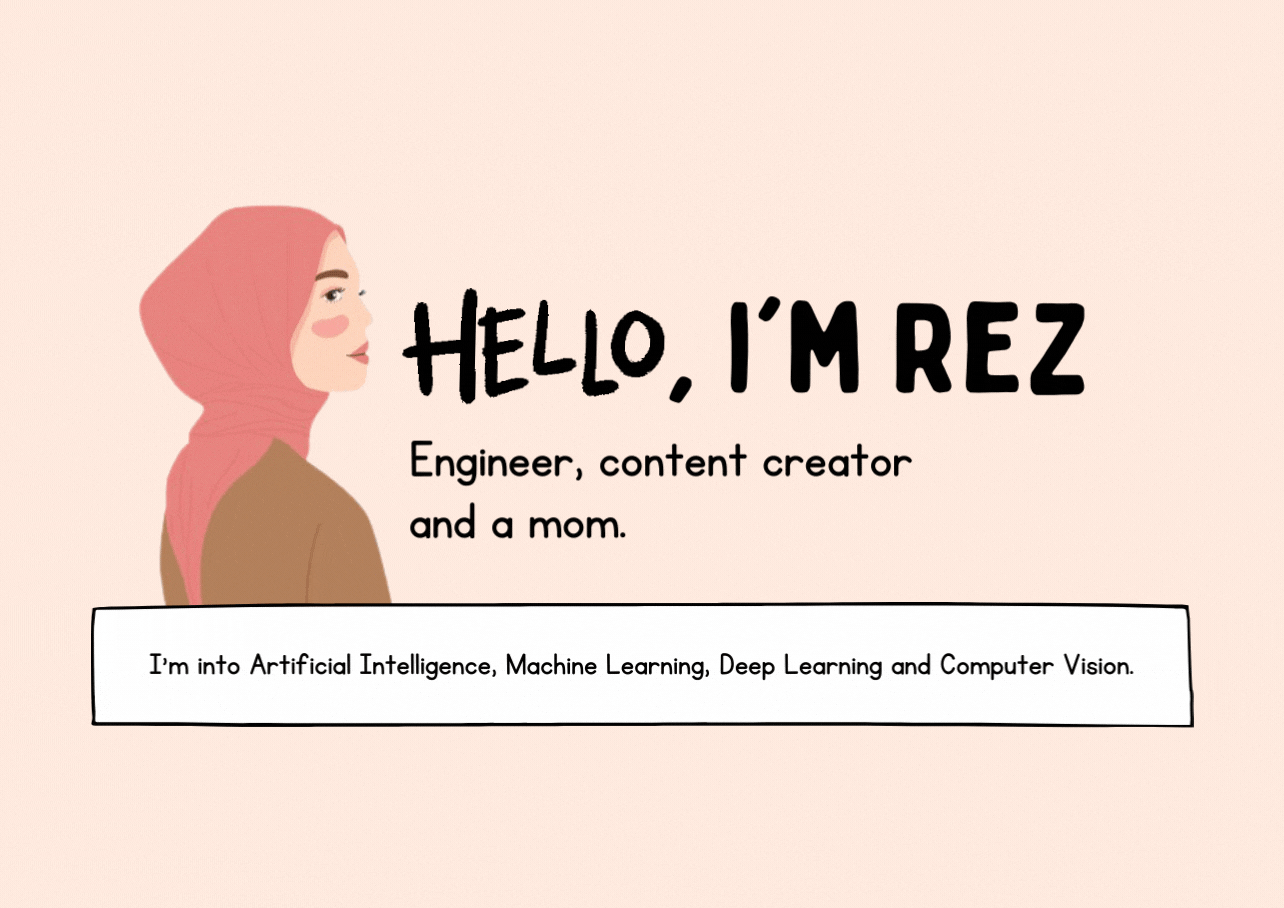 HELLO, I'M REZ
Engineer, content creator
and a mom.
I'm into Artificial Intelligence, Machine Learning, Deep Learning and Computer Vision.